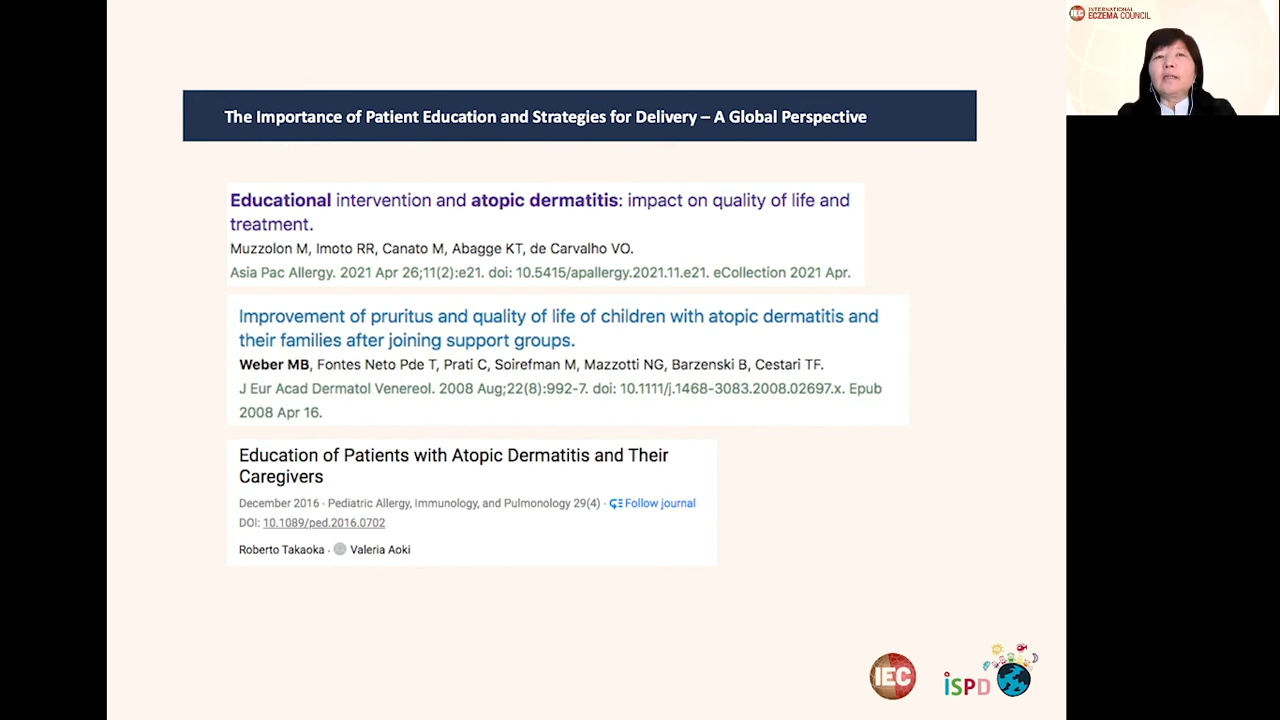 The Importance of Patient Education and Strategies for Delivery – A Global Perspective
Educational intervention and atopic dermatitis: impact on quality of life and
treatment.
Muzzolon M, Imoto RR, Canato M, Abagge KT, de Carvalho VO.
Asia Pac Allergy. 2021 Apr 26;11(2):e21. doi: 10.5415/apallergy.2021.11.e21. eCollection 2021 Apr.
Improvement of pruritus and quality of life of children with atopic dermatitis and
their families after joining support groups.
Weber MB, Fontes Neto Pde T, Prati C, Soirefman M, Mazzotti NG, Barzenski B, Cestari TF.
J Eur Acad Dermatol Venereol. 2008 Aug;22(8):992-7. doi: 10.1111/j.1468-3083.2008.02697.x. Epub
2008 Apr 16.
Education of Patients with Atopic Dermatitis and Their
Caregivers
December 2016 · Pediatric Allergy, Immunology, and Pulmonology 29(4) · Follow journal
DOI: 10.1089/ped.2016.0702
Roberto Takaoka · Valeria Aoki
IEC
iSPD
IEC
INTERNATIONAL
ECZEMA COUNCIL